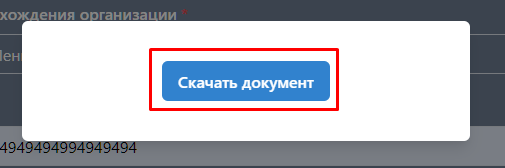 хождения организации *
Скачать документ
4949494994949494